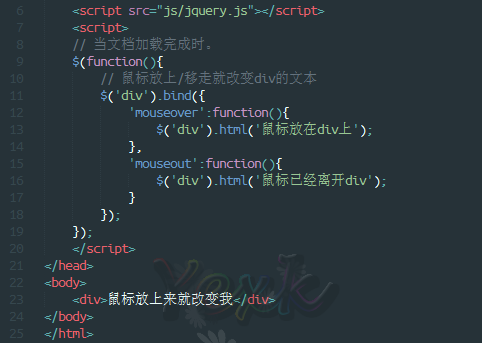 6 <script src="js/jquery.js"></script>
7 <script>
8 // 当文档加载完成时。
9 $(function(){
10 // 鼠标放上/移走就改变div的文本
11 $('div').bind({
12 'mouseover':function(){
13 $('div').html('鼠标放在div上');
14 },
15 'mouseout':function(){
16 $('div').html('鼠标已经离开div');
17 }
18 });
19 });
20 </script>
21 </head>
22 <body>
23 <div>鼠标放上来就改变我</div>
24 </body>
25 </html>